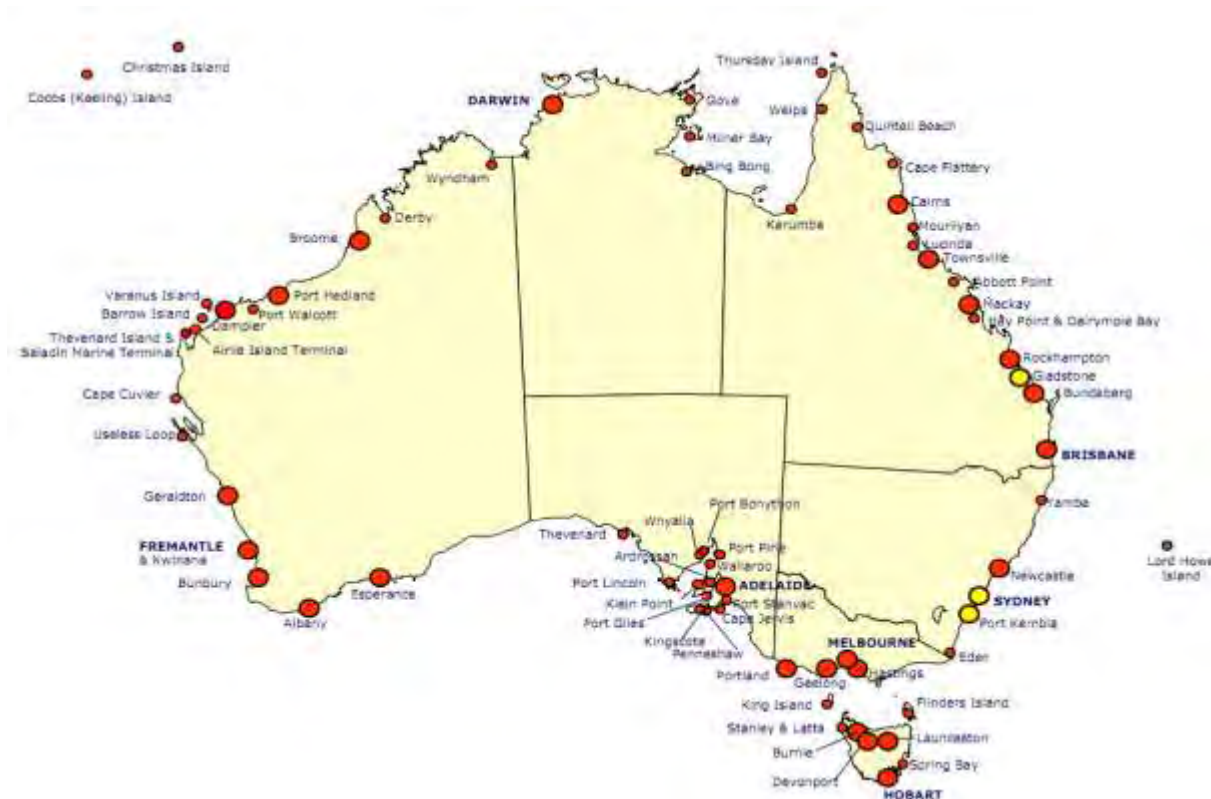 Christmas Island
Cocos (Keeling) Island
Thursday Island
DARWIN
Gove
Weipa
Quintell Beach
Milner Bay
Bing Bong
Wyndham
Cape Flattery
Cairns
Karumba
Derby
Mourilyan
Lucinda
Broome
Townsville
Abbott Point
Varanus Island
Port Hedland
Mackay
Barrow Island
Port Walcott
Hay Point & Dalrymple Bay
Dampier
Thevenard Island &
Saladin Marine Terminal
Airlie Island Terminal
Rockhampton
Gladstone
Cape Cuvier
Bundaberg
Useless Loop
BRISBANE
Geraldton
Port Bonython
Yamba
Whyalla
Thevenard
FREMANTLE
& Kwinana
Ardrossan
Port Pirie
Wallaroo
Lord Howe
Island
Newcastle
Bunbury
Esperance
Port Lincoln
ADELAIDE
Klein Point
Port Stanvac
SYDNEY
Albany
Port Giles
Cape Jervis
Port Kembla
Kingscote
Penneshaw
MELBOURNE
Eden
Portland
Geelong
Hastings
King Island
Flinders Island
Stanley & Latta
Launceston
Burnie
Spring Bay
Devonport
HOBART